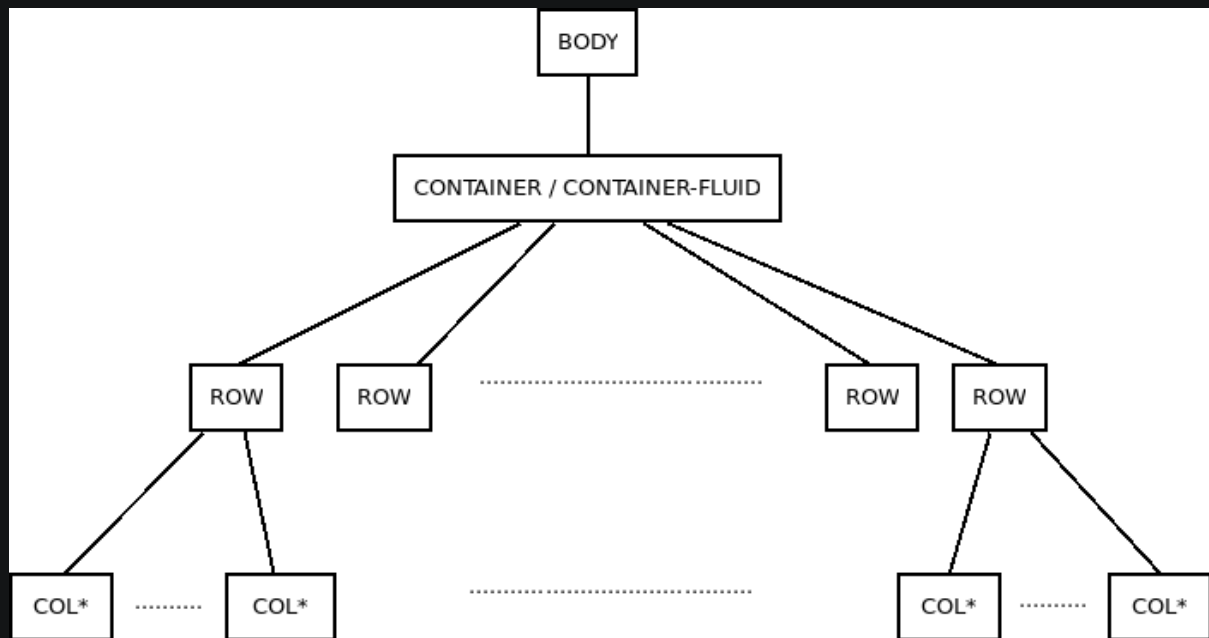 BODY
CONTAINER / CONTAINER-FLUID
ROW
ROW
ROW
ROW
COL*
COL*
COL*
COL*